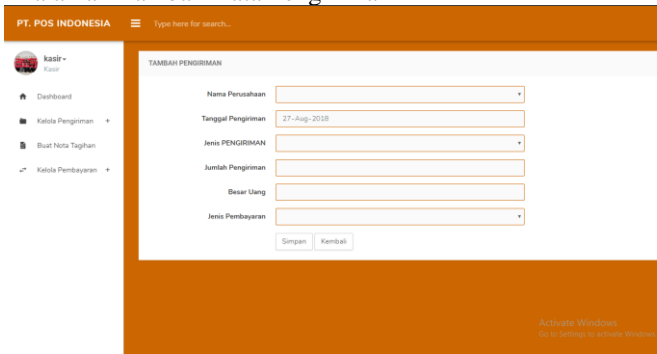 PT. POS INDONESIA
Type here for search...
kasir
Kasir
Dashboard
Kelola Pengiriman +
Buat Nota Tagihan
Kelola Pembayaran +
TAMBAH PENGIRIMAN
Nama Perusahaan
Tanggal Pengiriman 27-Aug-2018
Jenis PENGIRIMAN
Jumlah Pengiriman
Besar Uang
Jenis Pembayaran
Simpan Kembali
Activate Windows
Go to Settings to activate Windows